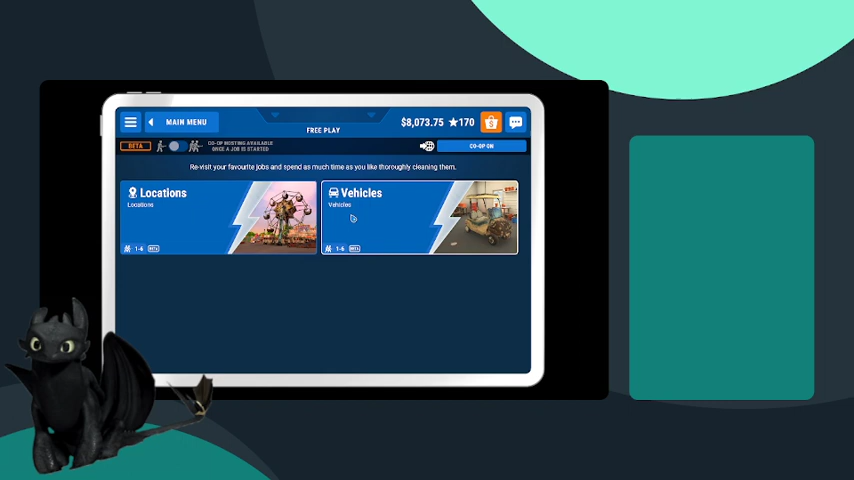 MAIN MENU
FREE PLAY
$8,073.75 ★170
BETA
CO-OP HOSTING AVAILABLE
ONCE A JOB IS STARTED
CO-OP ON
Re-visit your favourite jobs and spend as much time as you like thoroughly cleaning them.
Locations
Locations
1-6 BETA
Vehicles
Vehicles
1-6 BETA